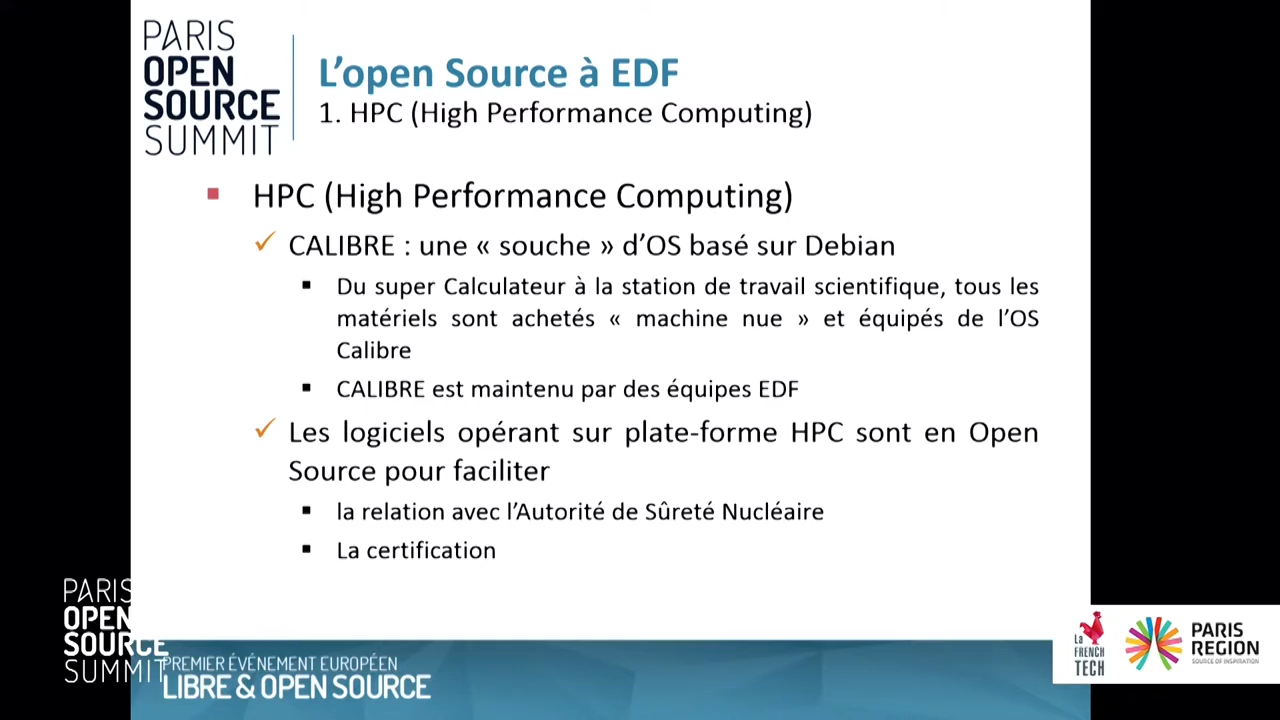 PARIS
OPEN
SOURCE
SUMMIT
L’open Source à EDF
1. HPC (High Performance Computing)
HPC (High Performance Computing)
CALIBRE : une « souche » d’OS basé sur Debian
Du super Calculateur à la station de travail scientifique, tous les
matériels sont achetés « machine nue » et équipés de l’OS
Calibre
CALIBRE est maintenu par des équipes EDF
Les logiciels opérant sur plate-forme HPC sont en Open
Source pour faciliter
la relation avec l’Autorité de Sûreté Nucléaire
La certification
PARIS
OPEN
SOURCE
SUMMIT
PREMIER ÉVÉNEMENT EUROPÉEN
LIBRE & OPEN SOURCE
La
FRENCH
TECH
PARIS
REGION
SOURCE OF INSPIRATION